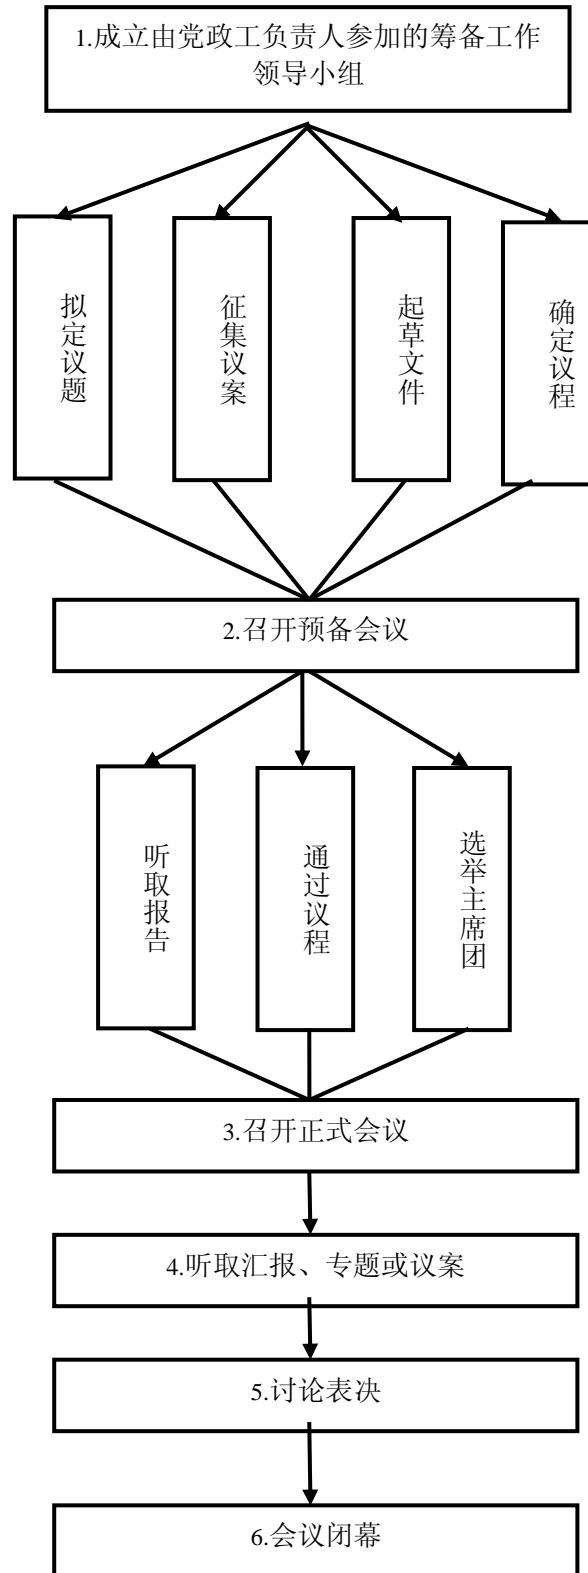 1.成立由党政工负责人参加的筹备工作
领导小组
拟定议题
征集议案
起草文件
确定议程
2.召开预备会议
听取报告
通过议程
选举主席团
3.召开正式会议
4.听取汇报、专题或议案
5.讨论表决
6.会议闭幕